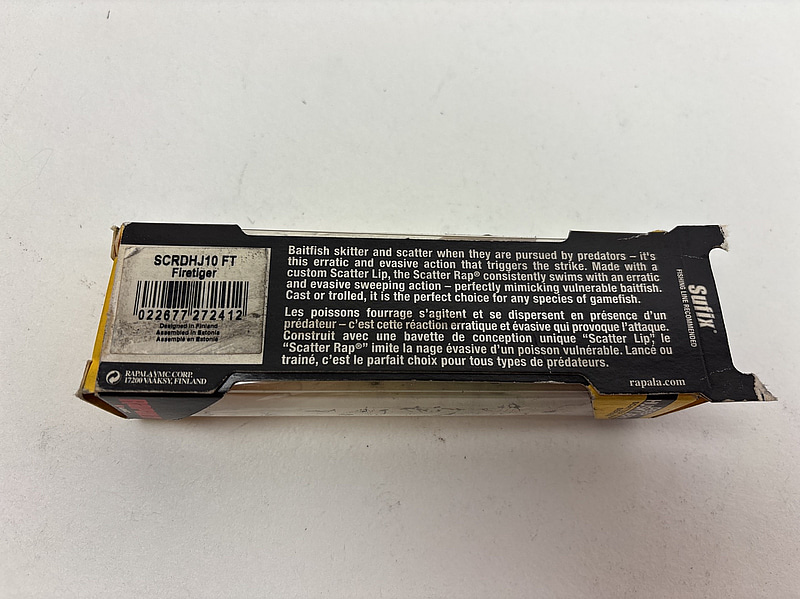 SCRDHJ10 FT
Firetiger
022677 272412
Designed in Finland
Assembled in Estonia
Assemblé en Estonie
RAPALA VMC CORP.
17200 VÄÄKSY, FINLAND
Baitfish skitter and scatter when they are pursued by predators – it's
this erratic and evasive action that triggers the strike. Made with a
custom Scatter Lip, the Scatter Rap® consistently swims with an erratic
and evasive sweeping action – perfectly mimicking vulnerable baitfish.
Cast or trolled, it is the perfect choice for any species of gamefish.
Les poissons fourrage s'agitent et se dispersent en présence d'un
prédateur – c'est cette réaction erratique et évasive qui provoque l'attaque.
Construit avec une bavette de conception unique "Scatter Lip", le
"Scatter Rap®" imite la nage évasive d'un poisson vulnérable. Lancé ou
traîné, c'est le parfait choix pour tous types de prédateurs.
rapala.com
Sufix
FISHING LINE RECOMMENDED